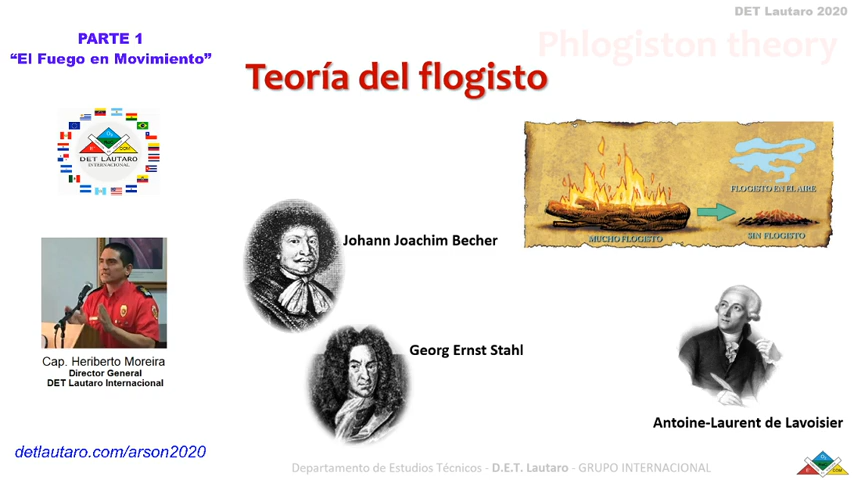 DET Lautaro 2020
PARTE 1
“El Fuego en Movimiento”
Phlogiston theory
Teoría del flogisto
DET LAUTARO
INTERNACIONAL
FLOGISTO EN EL AIRE
MUCHO FLOGISTO
SIN FLOGISTO
Johann Joachim Becher
Georg Ernst Stahl
Cap. Heriberto Moreira
Director General
DET Lautaro Internacional
Antoine-Laurent de Lavoisier
detlautaro.com/arson2020
Departamento de Estudios Técnicos - D.E.T. Lautaro - GRUPO INTERNACIONAL